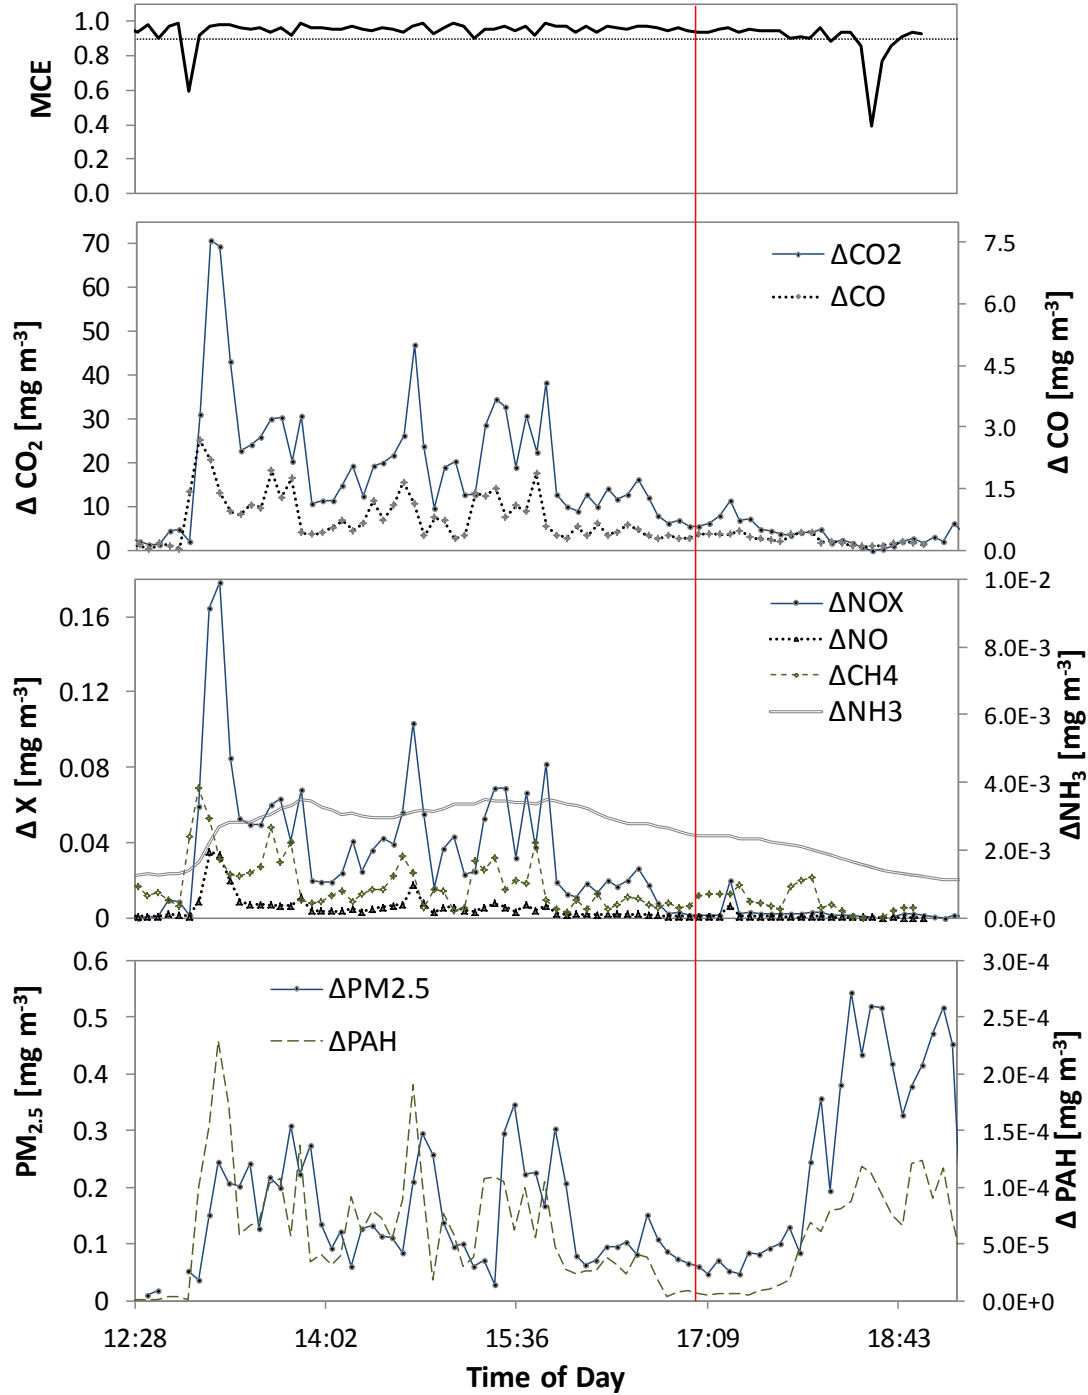 1.0
0.8
0.6
0.4
0.2
0.0
MCE
70
60
50
40
30
20
10
0
Δ CO₂ [mg m⁻³]
ΔCO2
ΔCO
7.5
6.0
4.5
3.0
1.5
0.0
Δ CO [mg m⁻³]
0.16
0.12
0.08
0.04
0
Δ X [mg m⁻³]
ΔNOX
ΔNO
ΔCH4
ΔNH3
1.0E-2
8.0E-3
6.0E-3
4.0E-3
2.0E-3
0.0E+0
ΔNH₃ [mg m⁻³]
0.6
0.5
0.4
0.3
0.2
0.1
0
PM₂.₅ [mg m⁻³]
ΔPM2.5
ΔPAH
3.0E-4
2.5E-4
2.0E-4
1.5E-4
1.0E-4
5.0E-5
0.0E+0
Δ PAH [mg m⁻³]
12:28 14:02 15:36 17:09 18:43
Time of Day